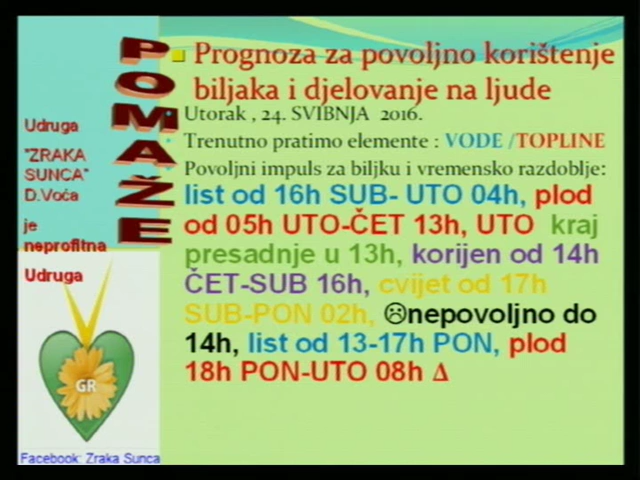 POMAŽE
Udruga
"ZRAKA
SUNCA"
D.Voća
je
neprofitna
Udruga
GR
Facebook: Zraka Sunca
Prognoza za povoljno korištenje
biljaka i djelovanje na ljude
Utorak , 24. SVIBNJA 2016.
Trenutno pratimo elemente : VODE /TOPLINE
Povoljni impuls za biljku i vremensko razdoblje:
list od 16h SUB- UTO 04h, plod
od 05h UTO-ČET 13h, UTO kraj
presadnje u 13h, korijen od 14h
ČET-SUB 16h, cvijet od 17h
SUB-PON 02h, ☹nepovoljno do
14h, list od 13-17h PON, plod
18h PON-UTO 08h Δ